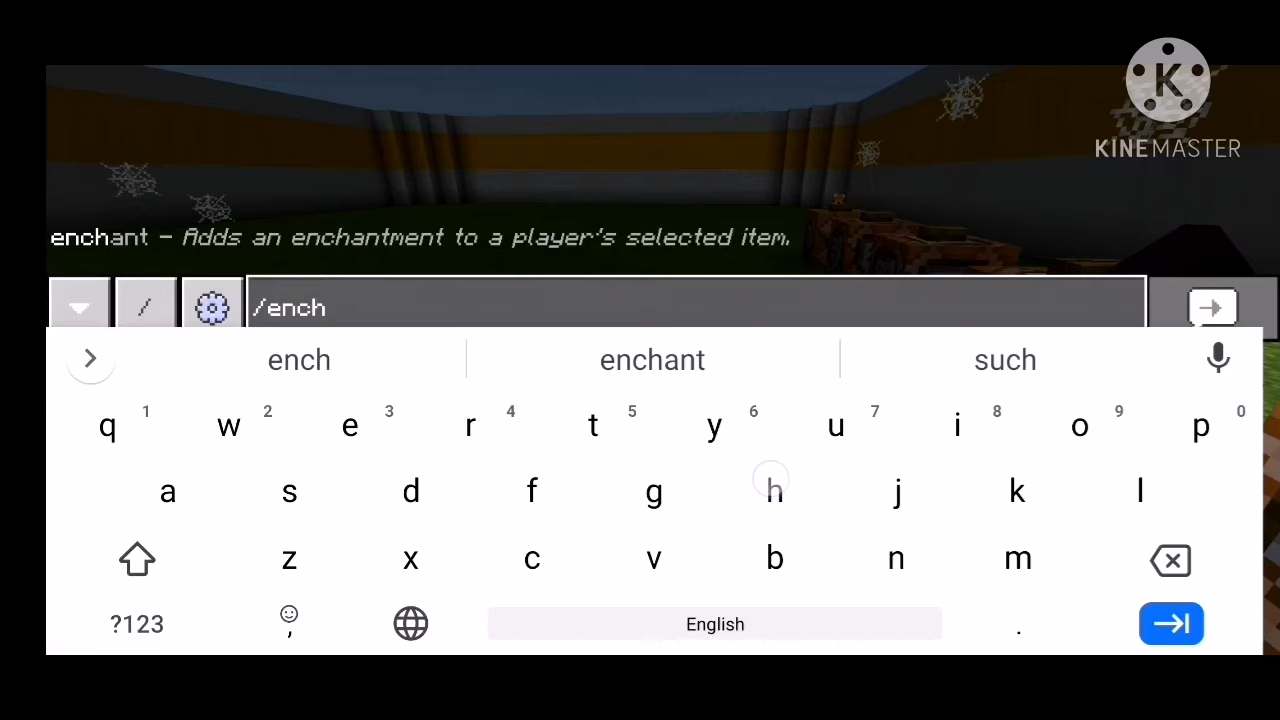 K
KINEMASTER
enchant – Adds an enchantment to a player's selected item.
/
/ench
ench enchant such
q 1 w 2 e 3 r 4 t 5 y 6 u 7 i 8 o 9 p 0
a s d f g h j k l
z x c v b n m
?123 , English .